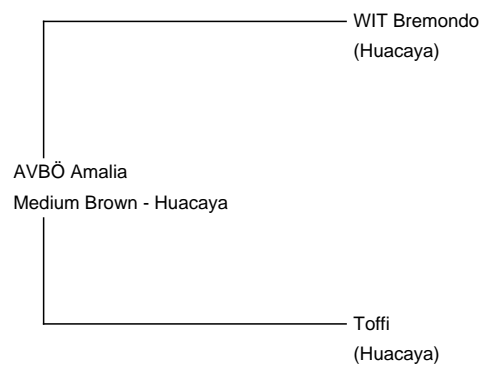 WIT Bremondo
(Huacaya)
AVBÖ Amalia
Medium Brown - Huacaya
Toffi
(Huacaya)